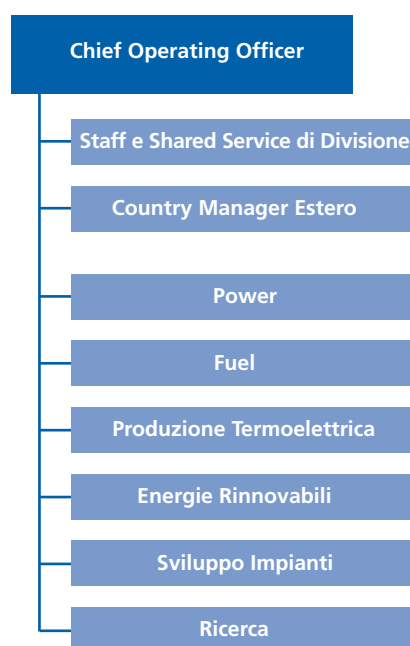 Chief Operating Officer
Staff e Shared Service di Divisione
Country Manager Estero
Power
Fuel
Produzione Termoelettrica
Energie Rinnovabili
Sviluppo Impianti
Ricerca